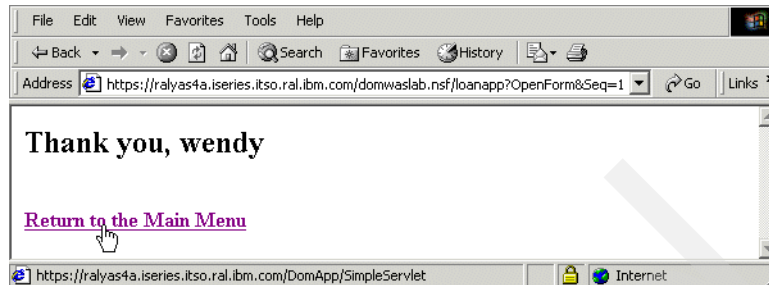 File Edit View Favorites Tools Help
Back Search Favorites History
Address https://ralyas4a.iseries.itso.ral.ibm.com/domwaslab.nsf/loanapp?OpenForm&Seq=1 Go Links
Thank you, wendy
Return to the Main Menu
https://ralyas4a.iseries.itso.ral.ibm.com/DomApp/SimpleServlet Internet